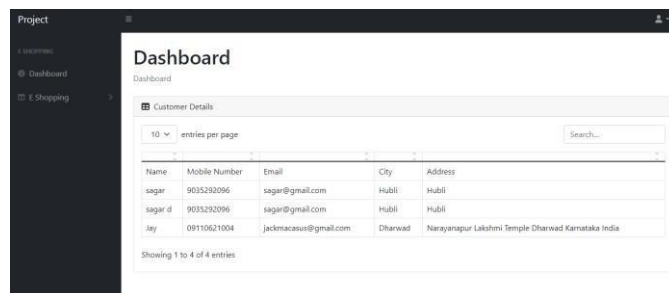 Project
E SHOPPING
Dashboard
E Shopping
Dashboard
Dashboard
Customer Details
10 entries per page Search...
Name Mobile Number Email City Address
sagar 9035292096 sagar@gmail.com Hubli Hubli
sagar d 9035292096 sagar@gmail.com Hubli Hubli
Jay 09110621004 jackmacasus@gmail.com Dharwad Narayanapur Lakshmi Temple Dharwad Karnataka India
Showing 1 to 4 of 4 entries